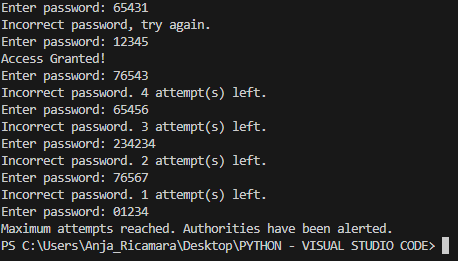 Enter password: 65431
Incorrect password, try again.
Enter password: 12345
Access Granted!
Enter password: 76543
Incorrect password. 4 attempt(s) left.
Enter password: 65456
Incorrect password. 3 attempt(s) left.
Enter password: 234234
Incorrect password. 2 attempt(s) left.
Enter password: 76567
Incorrect password. 1 attempt(s) left.
Enter password: 01234
Maximum attempts reached. Authorities have been alerted.
PS C:\Users\Anja_Ricamara\Desktop\PYTHON - VISUAL STUDIO CODE>